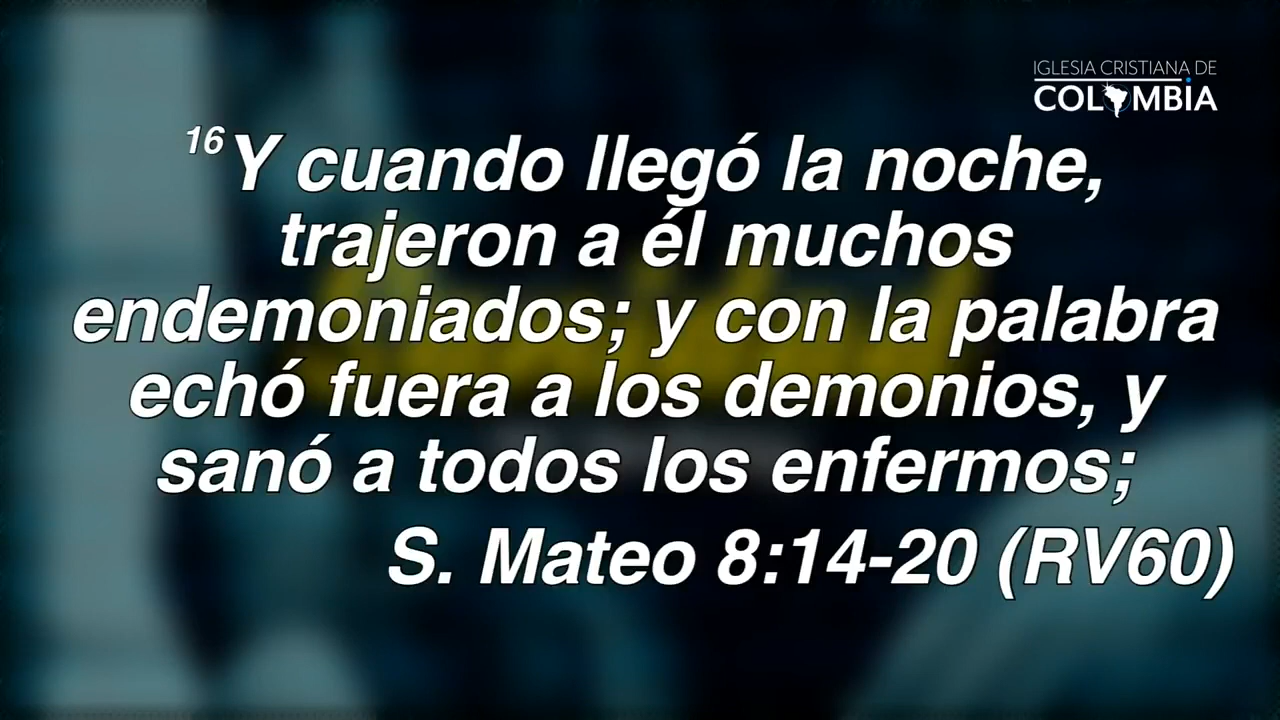 IGLESIA CRISTIANA DE
COLOMBIA
16 Y cuando llegó la noche,
trajeron a él muchos
endemoniados; y con la palabra
echó fuera a los demonios, y
sanó a todos los enfermos;
S. Mateo 8:14-20 (RV60)